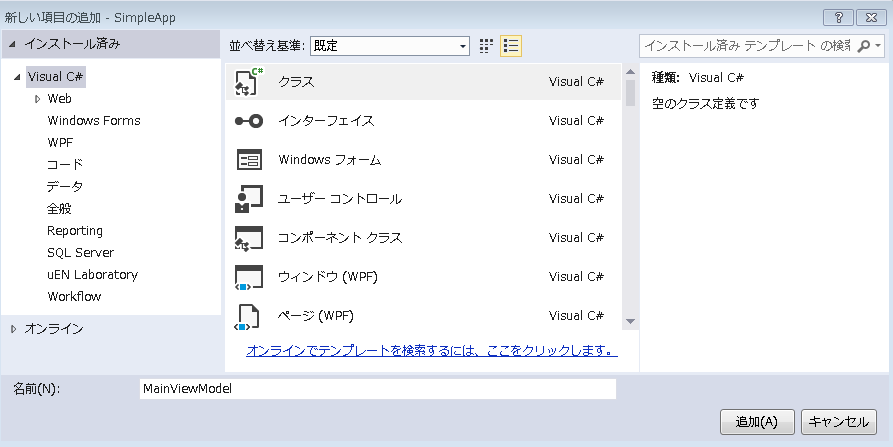 新しい項目の追加 - SimpleApp
インストール済み
並べ替え基準: 既定
インストール済み テンプレート の検索
Visual C#
Web
Windows Forms
WPF
コード
データ
全般
Reporting
SQL Server
uEN Laboratory
Workflow
オンライン
クラス Visual C#
インターフェイス Visual C#
Windows フォーム Visual C#
ユーザー コントロール Visual C#
コンポーネント クラス Visual C#
ウィンドウ (WPF) Visual C#
ページ (WPF) Visual C#
オンラインでテンプレートを検索するには、ここをクリックします。
種類: Visual C#
空のクラス定義です
名前(N): MainViewModel
追加(A) キャンセル